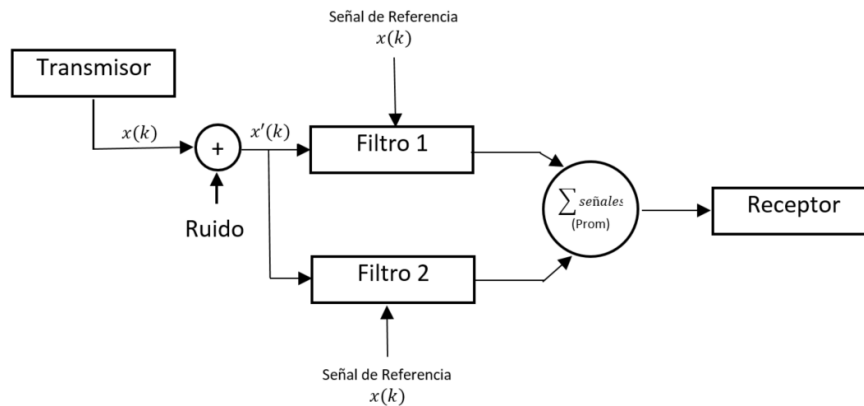 Señal de Referencia
x(k)
Transmisor
x(k)
+
x'(k)
Filtro 1
Ruido
∑ señales
(Prom)
Receptor
Filtro 2
Señal de Referencia
x(k)